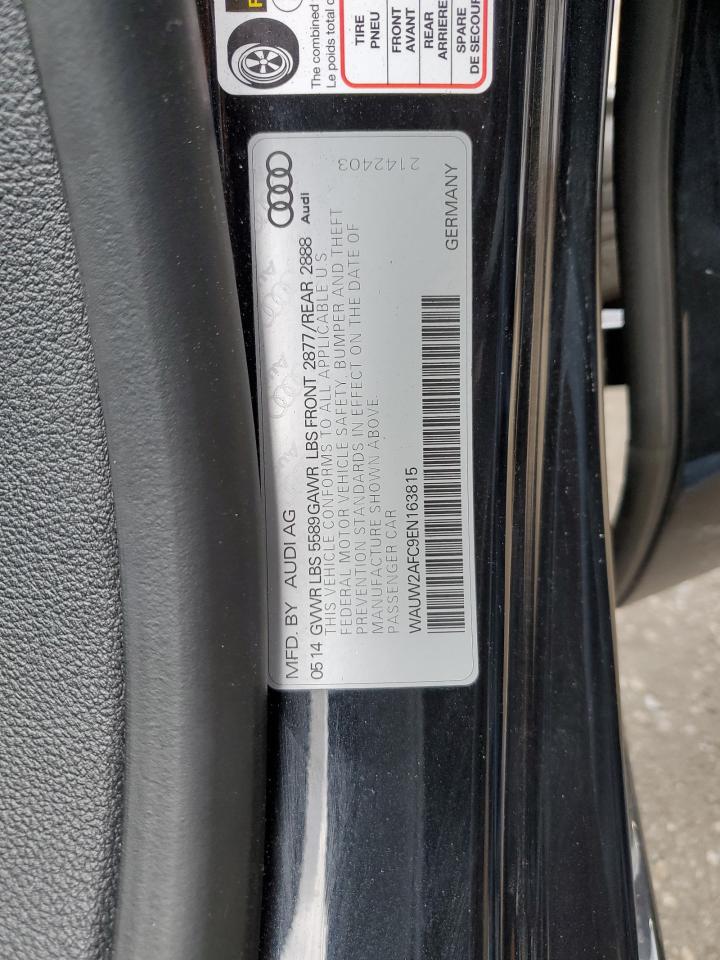 The combined
Le poids total c
TIRE
PNEU
FRONT
AVANT
REAR
ARRIERE
SPARE
DE SECOUR
MFD. BY AUDI AG
Audi
0514 GVWR LBS 5589 GAWR LBS FRONT 2877/REAR 2888
THIS VEHICLE CONFORMS TO ALL APPLICABLE U S
FEDERAL MOTOR VEHICLE SAFETY, BUMPER AND THEFT
PREVENTION STANDARDS IN EFFECT ON THE DATE OF
MANUFACTURE SHOWN ABOVE.
PASSENGER CAR
2142403
WAUW2AFC9EN163815
GERMANY